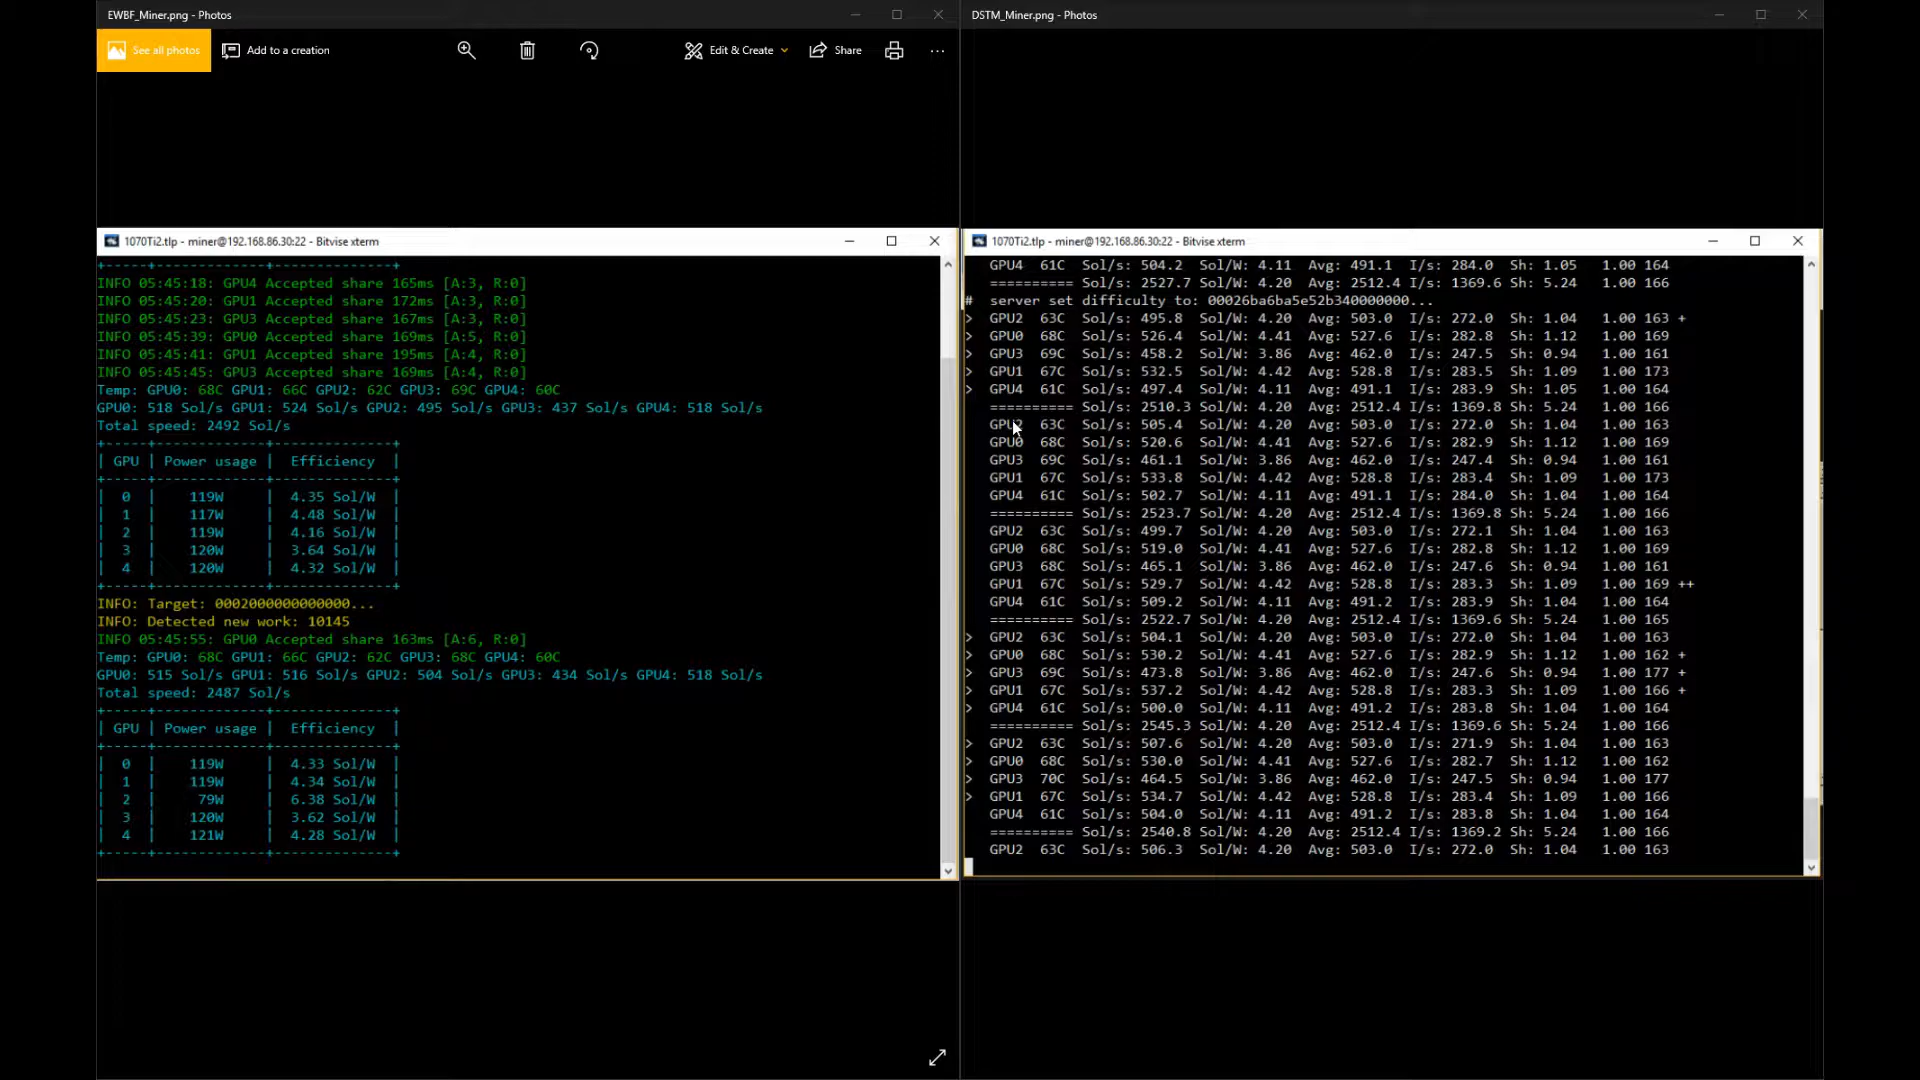 EWBF_Miner.png - Photos
See all photos
Add to a creation
Edit & Create
Share
1070Ti2.tlp - miner@192.168.86.30:22 - Bitvise xterm
+-----+--------------+--------------+
INFO 05:45:18: GPU4 Accepted share 165ms [A:3, R:0]
INFO 05:45:20: GPU1 Accepted share 172ms [A:3, R:0]
INFO 05:45:23: GPU3 Accepted share 167ms [A:3, R:0]
INFO 05:45:39: GPU0 Accepted share 169ms [A:5, R:0]
INFO 05:45:41: GPU1 Accepted share 195ms [A:4, R:0]
INFO 05:45:45: GPU3 Accepted share 169ms [A:4, R:0]
Temp: GPU0: 68C GPU1: 66C GPU2: 62C GPU3: 69C GPU4: 60C
GPU0: 518 Sol/s GPU1: 524 Sol/s GPU2: 495 Sol/s GPU3: 437 Sol/s GPU4: 518 Sol/s
Total speed: 2492 Sol/s
+-----+-------------+--------------+
| GPU | Power usage | Efficiency |
+-----+-------------+--------------+
| 0 | 119W | 4.35 Sol/W |
| 1 | 117W | 4.48 Sol/W |
| 2 | 119W | 4.16 Sol/W |
| 3 | 120W | 3.64 Sol/W |
| 4 | 120W | 4.32 Sol/W |
+-----+-------------+--------------+
INFO: Target: 0002000000000000...
INFO: Detected new work: 10145
INFO 05:45:55: GPU0 Accepted share 163ms [A:6, R:0]
Temp: GPU0: 68C GPU1: 66C GPU2: 62C GPU3: 68C GPU4: 60C
GPU0: 515 Sol/s GPU1: 516 Sol/s GPU2: 504 Sol/s GPU3: 434 Sol/s GPU4: 518 Sol/s
Total speed: 2487 Sol/s
+-----+-------------+--------------+
| GPU | Power usage | Efficiency |
+-----+-------------+--------------+
| 0 | 119W | 4.33 Sol/W |
| 1 | 119W | 4.34 Sol/W |
| 2 | 79W | 6.38 Sol/W |
| 3 | 120W | 3.62 Sol/W |
| 4 | 121W | 4.28 Sol/W |
+-----+-------------+--------------+
DSTM_Miner.png - Photos
1070Ti2.tlp - miner@192.168.86.30:22 - Bitvise xterm
GPU4 61C Sol/s: 504.2 Sol/W: 4.11 Avg: 491.1 I/s: 284.0 Sh: 1.05 1.00 164
========== Sol/s: 2527.7 Sol/W: 4.20 Avg: 2512.4 I/s: 1369.6 Sh: 5.24 1.00 166
# server set difficulty to: 00026ba6ba5e52b340000000...
> GPU2 63C Sol/s: 495.8 Sol/W: 4.20 Avg: 503.0 I/s: 272.0 Sh: 1.04 1.00 163 +
> GPU0 68C Sol/s: 526.4 Sol/W: 4.41 Avg: 527.6 I/s: 282.8 Sh: 1.12 1.00 169
> GPU3 69C Sol/s: 458.2 Sol/W: 3.86 Avg: 462.0 I/s: 247.5 Sh: 0.94 1.00 161
> GPU1 67C Sol/s: 532.5 Sol/W: 4.42 Avg: 528.8 I/s: 283.5 Sh: 1.09 1.00 173
> GPU4 61C Sol/s: 497.4 Sol/W: 4.11 Avg: 491.1 I/s: 283.9 Sh: 1.05 1.00 164
========== Sol/s: 2510.3 Sol/W: 4.20 Avg: 2512.4 I/s: 1369.8 Sh: 5.24 1.00 166
GPU2 63C Sol/s: 505.4 Sol/W: 4.20 Avg: 503.0 I/s: 272.0 Sh: 1.04 1.00 163
GPU0 68C Sol/s: 520.6 Sol/W: 4.41 Avg: 527.6 I/s: 282.9 Sh: 1.12 1.00 169
GPU3 69C Sol/s: 461.1 Sol/W: 3.86 Avg: 462.0 I/s: 247.4 Sh: 0.94 1.00 161
GPU1 67C Sol/s: 533.8 Sol/W: 4.42 Avg: 528.8 I/s: 283.4 Sh: 1.09 1.00 173
GPU4 61C Sol/s: 502.7 Sol/W: 4.11 Avg: 491.1 I/s: 284.0 Sh: 1.04 1.00 164
========== Sol/s: 2523.7 Sol/W: 4.20 Avg: 2512.4 I/s: 1369.8 Sh: 5.24 1.00 166
GPU2 63C Sol/s: 499.7 Sol/W: 4.20 Avg: 503.0 I/s: 272.1 Sh: 1.04 1.00 163
GPU0 68C Sol/s: 519.0 Sol/W: 4.41 Avg: 527.6 I/s: 282.8 Sh: 1.12 1.00 169
GPU3 68C Sol/s: 465.1 Sol/W: 3.86 Avg: 462.0 I/s: 247.6 Sh: 0.94 1.00 161
GPU1 67C Sol/s: 529.7 Sol/W: 4.42 Avg: 528.8 I/s: 283.3 Sh: 1.09 1.00 169 ++
GPU4 61C Sol/s: 509.2 Sol/W: 4.11 Avg: 491.2 I/s: 283.9 Sh: 1.04 1.00 164
========== Sol/s: 2522.7 Sol/W: 4.20 Avg: 2512.4 I/s: 1369.6 Sh: 5.24 1.00 165
> GPU2 63C Sol/s: 504.1 Sol/W: 4.20 Avg: 503.0 I/s: 272.0 Sh: 1.04 1.00 163
> GPU0 68C Sol/s: 530.2 Sol/W: 4.41 Avg: 527.6 I/s: 282.9 Sh: 1.12 1.00 162 +
> GPU3 69C Sol/s: 473.8 Sol/W: 3.86 Avg: 462.0 I/s: 247.6 Sh: 0.94 1.00 177 +
> GPU1 67C Sol/s: 537.2 Sol/W: 4.42 Avg: 528.8 I/s: 283.3 Sh: 1.09 1.00 166 +
> GPU4 61C Sol/s: 500.0 Sol/W: 4.11 Avg: 491.2 I/s: 283.8 Sh: 1.04 1.00 164
========== Sol/s: 2545.3 Sol/W: 4.20 Avg: 2512.4 I/s: 1369.6 Sh: 5.24 1.00 166
> GPU2 63C Sol/s: 507.6 Sol/W: 4.20 Avg: 503.0 I/s: 271.9 Sh: 1.04 1.00 163
> GPU0 68C Sol/s: 530.0 Sol/W: 4.41 Avg: 527.6 I/s: 282.7 Sh: 1.12 1.00 162
> GPU3 70C Sol/s: 464.5 Sol/W: 3.86 Avg: 462.0 I/s: 247.5 Sh: 0.94 1.00 177
> GPU1 67C Sol/s: 534.7 Sol/W: 4.42 Avg: 528.8 I/s: 283.4 Sh: 1.09 1.00 166
GPU4 61C Sol/s: 504.0 Sol/W: 4.11 Avg: 491.2 I/s: 283.8 Sh: 1.04 1.00 164
========== Sol/s: 2540.8 Sol/W: 4.20 Avg: 2512.4 I/s: 1369.2 Sh: 5.24 1.00 166
GPU2 63C Sol/s: 506.3 Sol/W: 4.20 Avg: 503.0 I/s: 272.0 Sh: 1.04 1.00 163